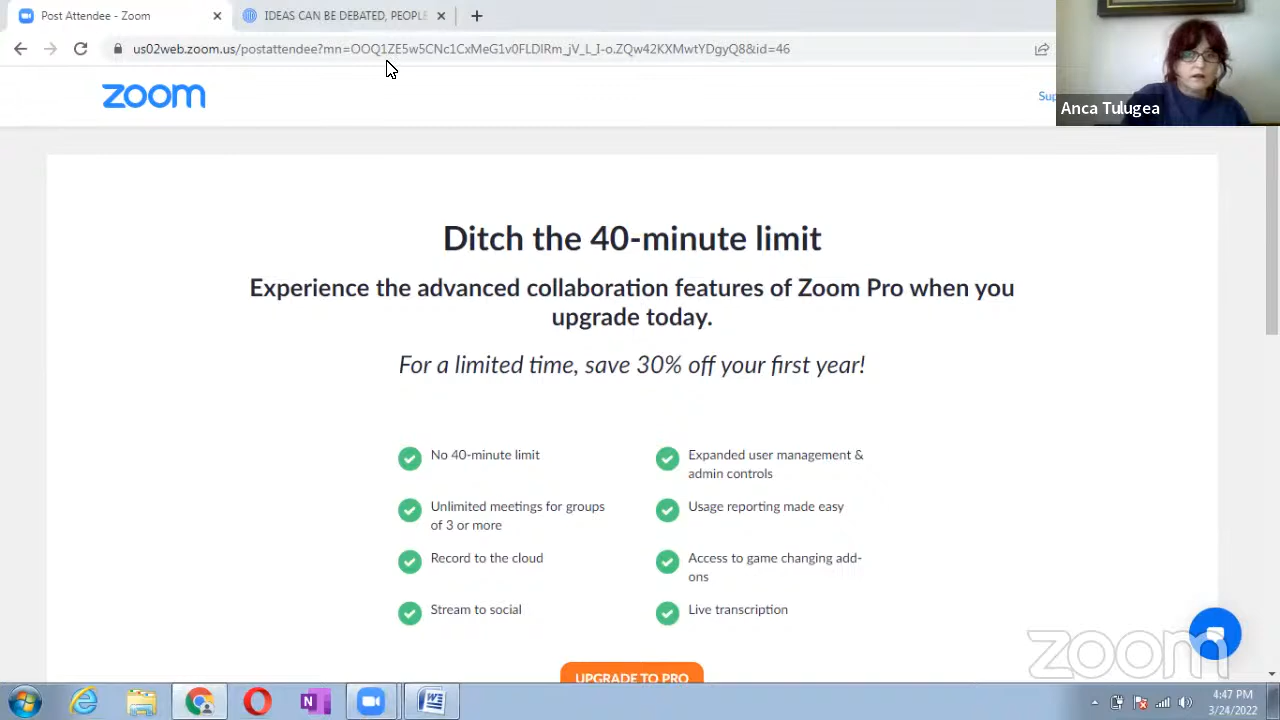 Post Attendee - Zoom
IDEAS CAN BE DEBATED, PEOPLE
us02web.zoom.us/postattendee?mn=OOQ1ZE5w5CNc1CxMeG1v0FLDlRm_jV_L_I-o.ZQw42KXMwtYDgyQ8&id=46
zoom
Sup
Anca Tulugea
Ditch the 40-minute limit
Experience the advanced collaboration features of Zoom Pro when you
upgrade today.
For a limited time, save 30% off your first year!
No 40-minute limit
Expanded user management &
admin controls
Unlimited meetings for groups
of 3 or more
Usage reporting made easy
Record to the cloud
Access to game changing add-
ons
Stream to social
Live transcription
UPGRADE TO PRO
zoom
4:47 PM
3/24/2022